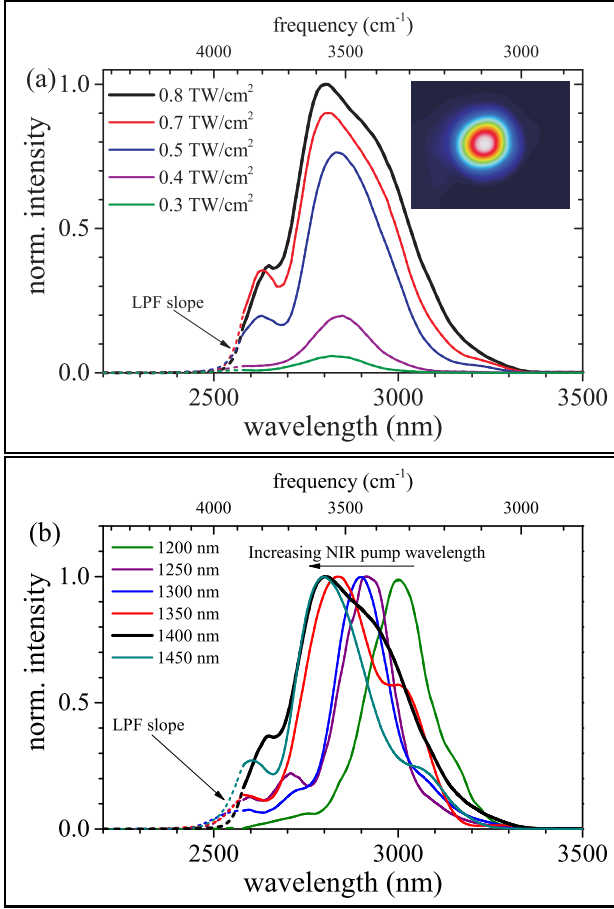 frequency (cm⁻¹)
4000 3500 3000
(a)
1.0
0.8 TW/cm²
0.7 TW/cm²
0.5 TW/cm²
0.4 TW/cm²
0.3 TW/cm²
norm. intensity
0.5
LPF slope
0.0
2500 3000 3500
wavelength (nm)
frequency (cm⁻¹)
4000 3500 3000
(b)
1200 nm
1250 nm
1300 nm
1350 nm
1400 nm
1450 nm
Increasing NIR pump wavelength
1.0
norm. intensity
0.5
LPF slope
0.0
2500 3000 3500
wavelength (nm)